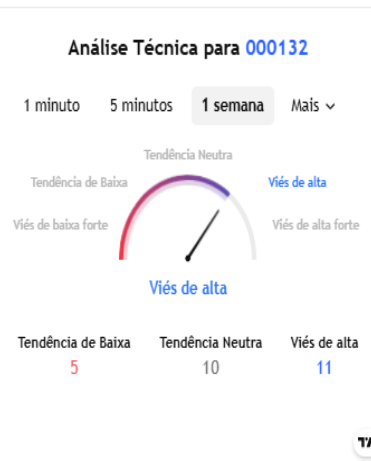 Análise Técnica para 000132
1 minuto 5 minutos 1 semana Mais
Tendência Neutra
Tendência de Baixa Viés de alta
Viés de baixa forte Viés de alta forte
Viés de alta
Tendência de Baixa Tendência Neutra Viés de alta
5 10 11